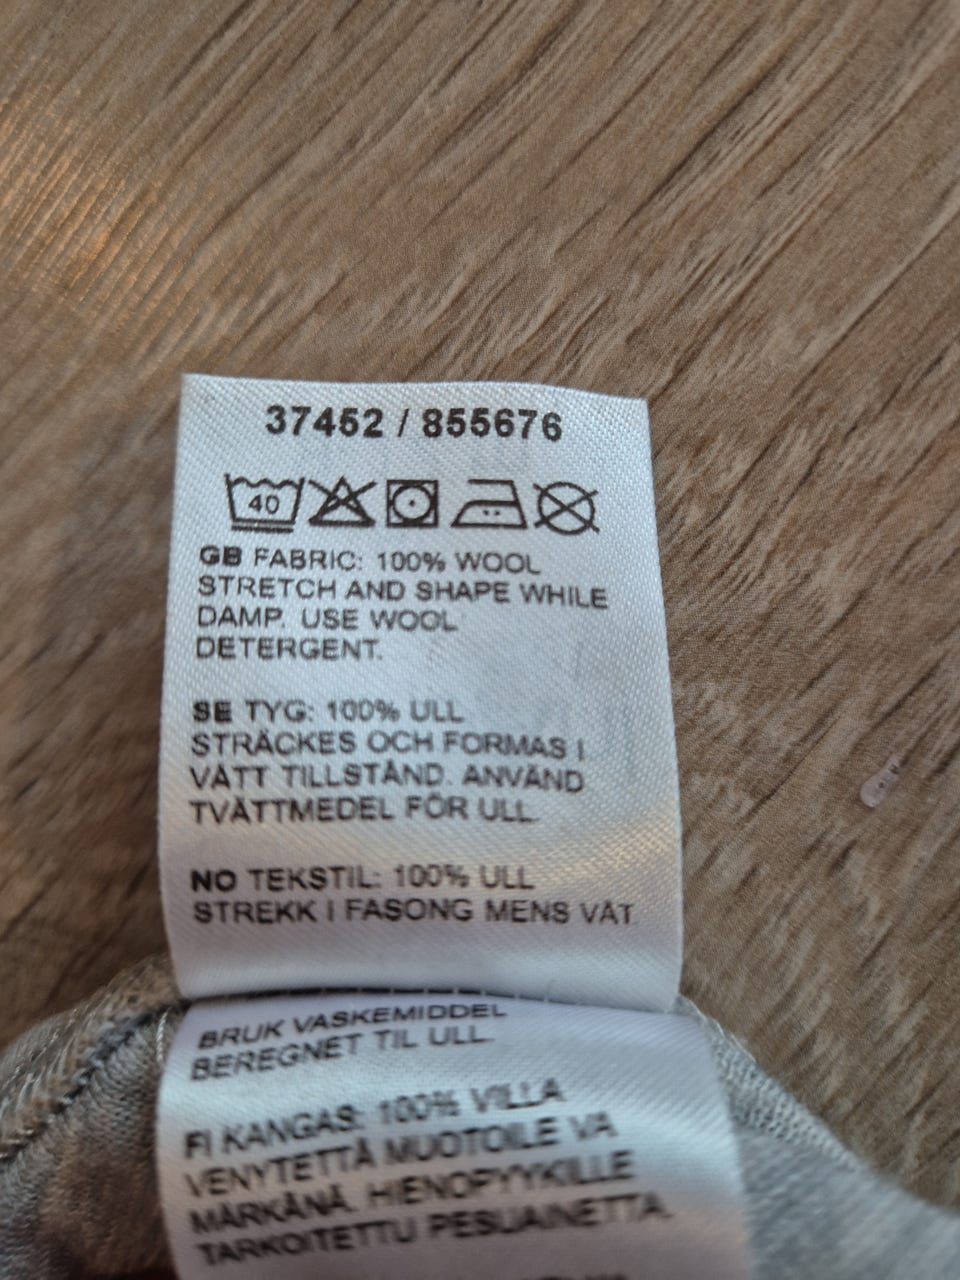 37452 / 855676
40
GB FABRIC: 100% WOOL
STRETCH AND SHAPE WHILE
DAMP. USE WOOL
DETERGENT.
SE TYG: 100% ULL
STRÄCKES OCH FORMAS I
VÅTT TILLSTÅND. ANVÄND
TVÄTTMEDEL FÖR ULL.
NO TEKSTIL: 100% ULL
STREKK I FASONG MENS VÅT.
BRUK VASKEMIDDEL
BEREGNET TIL ULL.
FI KANGAS: 100% VILLA
VENYTETTÄ MUOTOILE VA
MÄRKÄNÄ. HIENOPYYKILLE
TARKOITETTU PESUAINETTA.